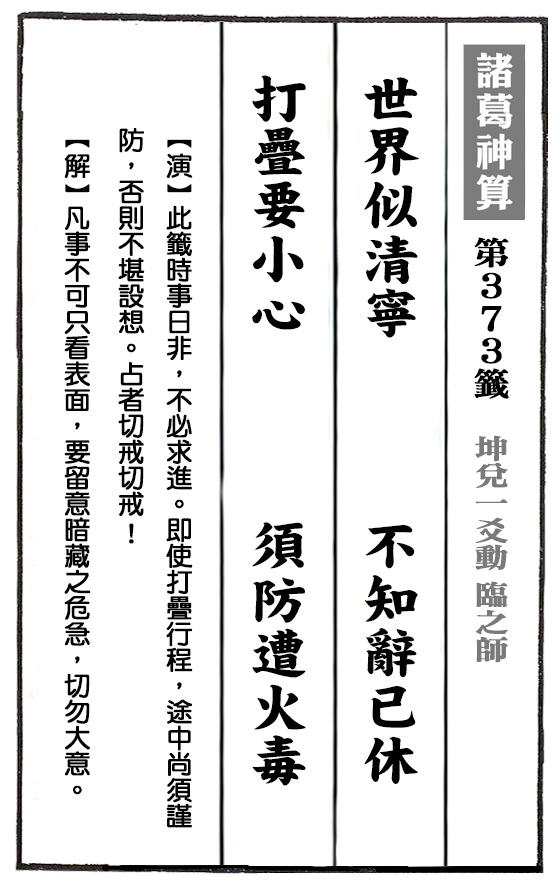 諸葛神算 第３７３籤 坤兌一爻動 臨之師
世界似清寧 不知辭已休
打疊要小心 須防遭火毒
【演】此籤時事日非，不必求進。即使打疊行程，途中尚須謹
防，否則不堪設想。占者切戒切戒！
【解】凡事不可只看表面，要留意暗藏之危急，切勿大意。